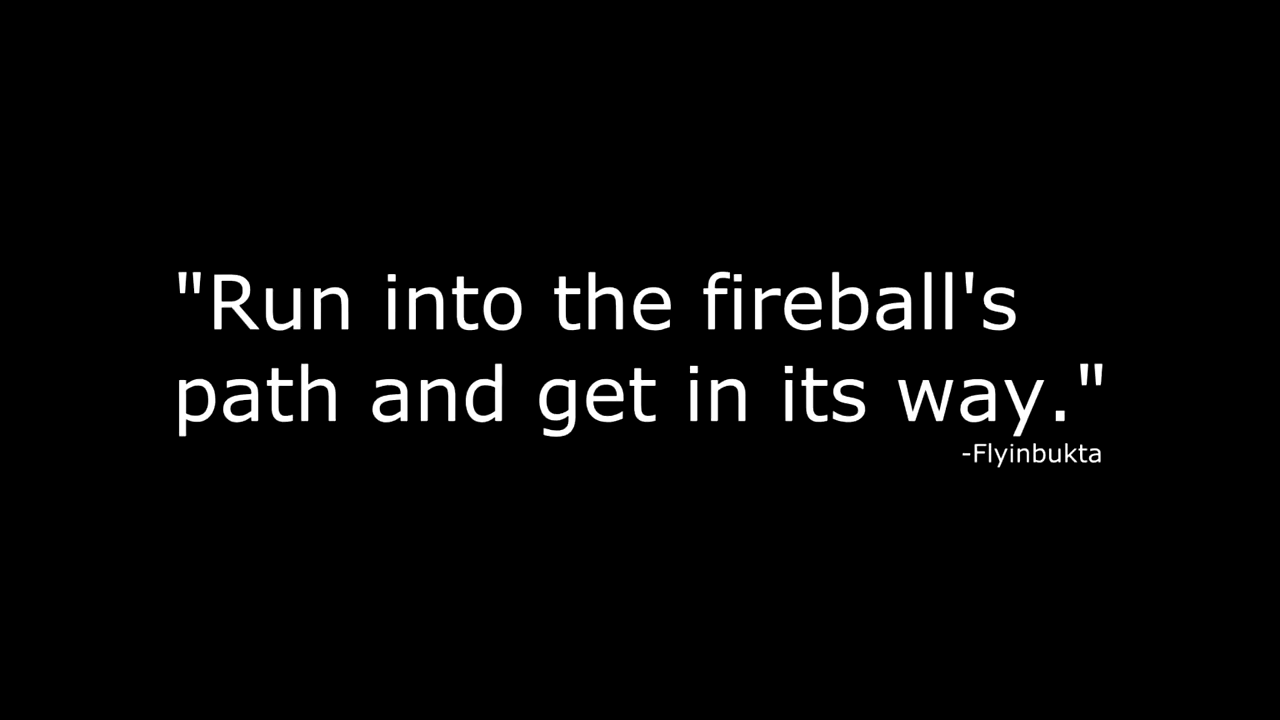 "Run into the fireball's
path and get in its way."
-Flyinbukta